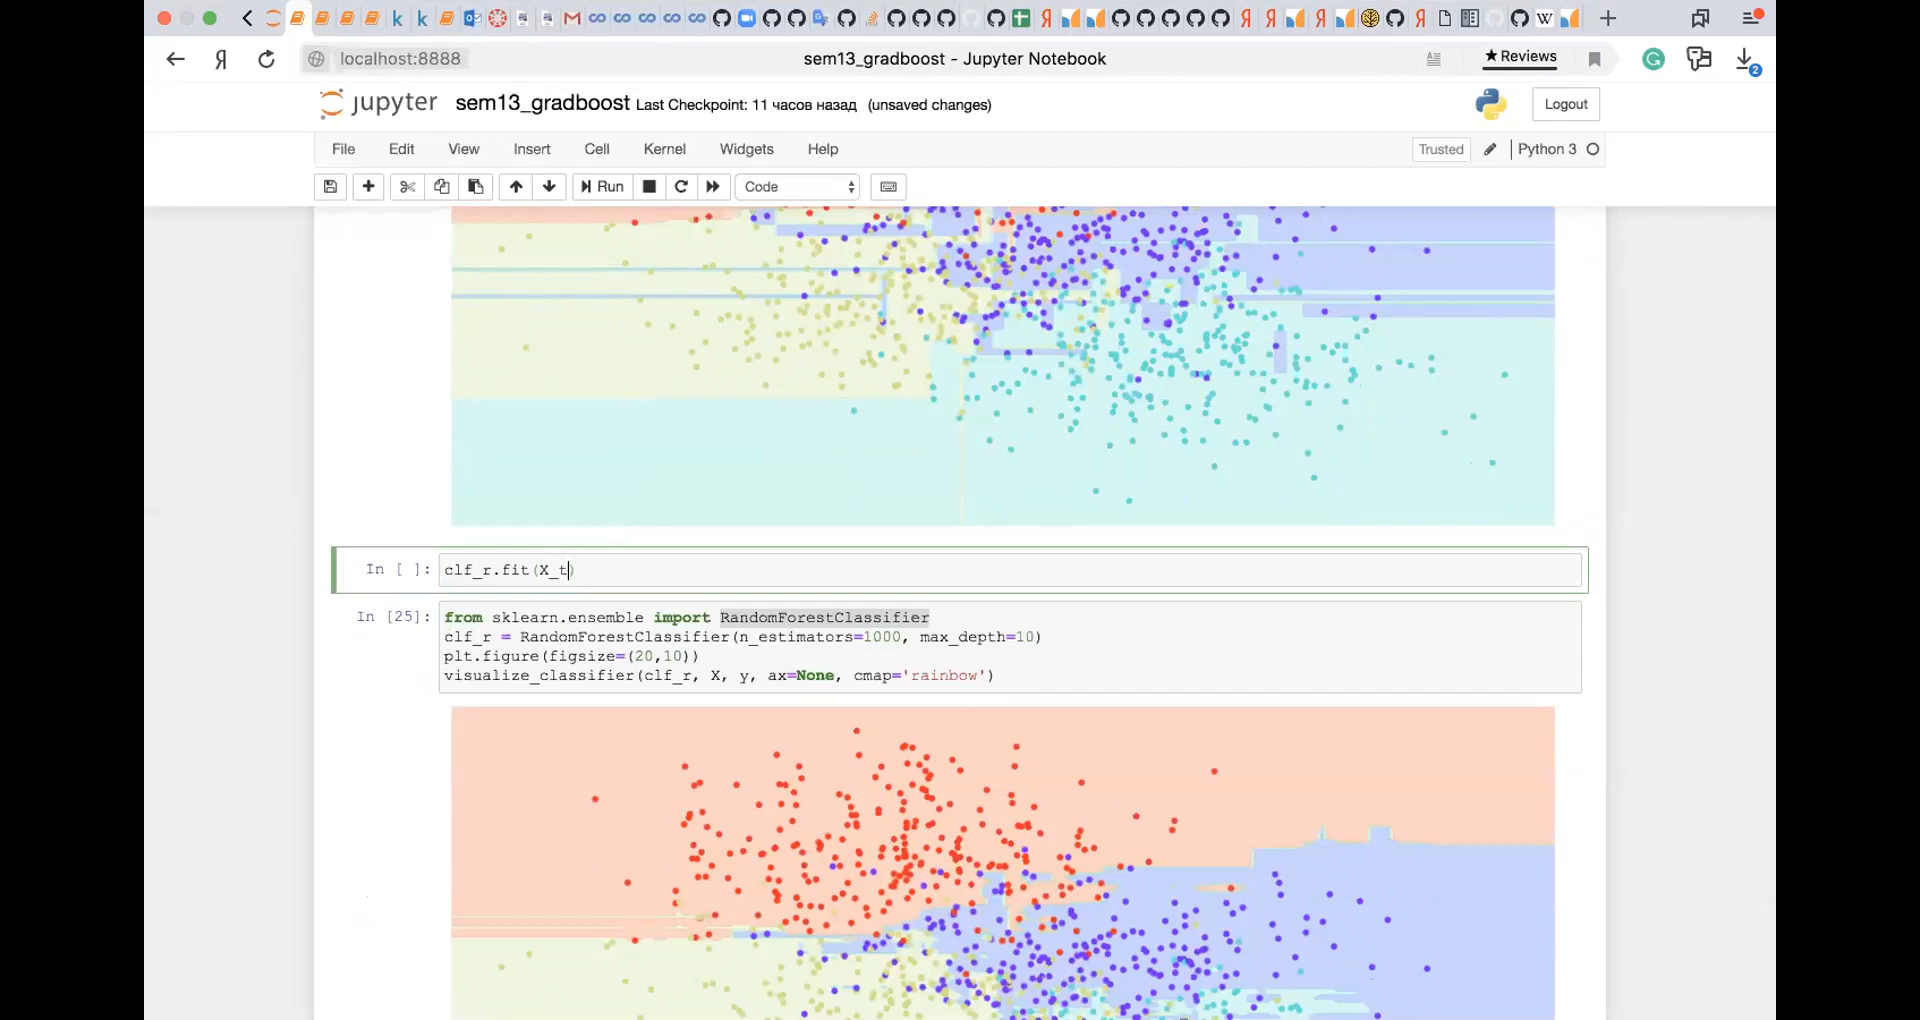 localhost:8888
sem13_gradboost - Jupyter Notebook
★Reviews
2
jupyter
sem13_gradboost Last Checkpoint: 11 часов назад (unsaved changes)
Logout
File Edit View Insert Cell Kernel Widgets Help
Trusted
Python 3
Run
Code
In [ ]:
clf_r.fit(X_t)
In [25]:
from sklearn.ensemble import RandomForestClassifier
clf_r = RandomForestClassifier(n_estimators=1000, max_depth=10)
plt.figure(figsize=(20,10))
visualize_classifier(clf_r, X, y, ax=None, cmap='rainbow')